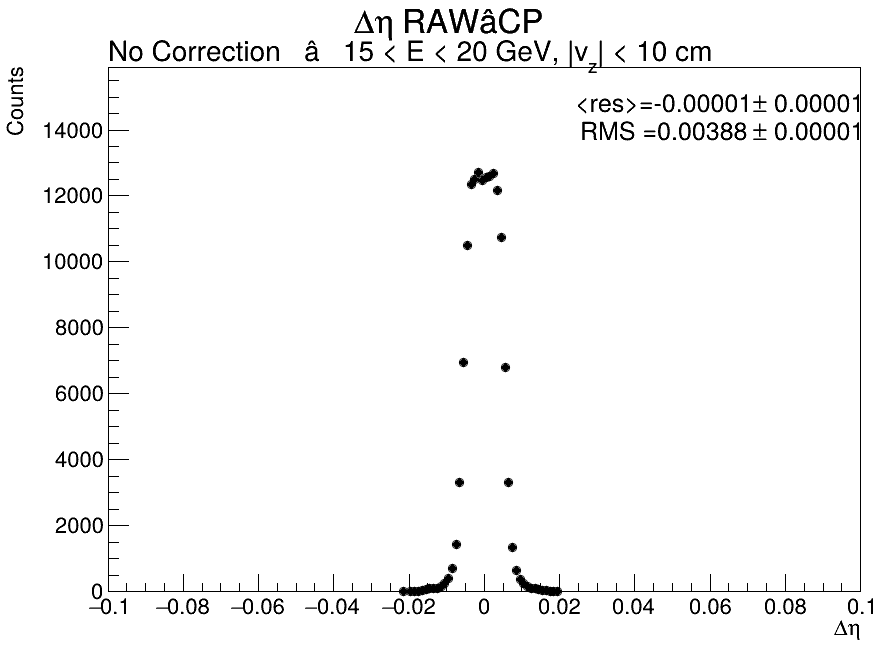 Δη RAWâCP
No Correction â 15 < E < 20 GeV, |v_z| < 10 cm
Counts
<res>=-0.00001± 0.00001
RMS =0.00388 ± 0.00001
14000
12000
10000
8000
6000
4000
2000
0
−0.1 −0.08 −0.06 −0.04 −0.02 0 0.02 0.04 0.06 0.08 0.1
Δη